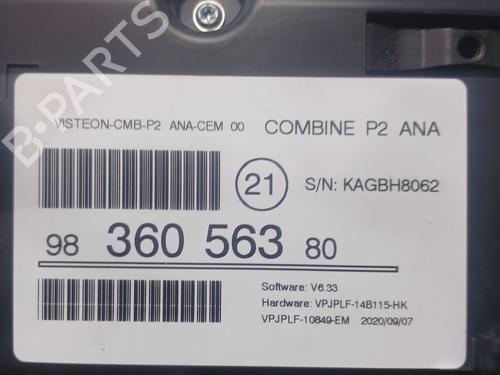 VISTEON-CMB-P2 ANA-CEM 00 COMBINE P2 ANA
21 S/N: KAGBH8062
98 360 563 80
Software: V6.33
Hardware: VPJPLF-14B115-HK
VPJPLF-10849-EM 2020/09/07
B-PARTS